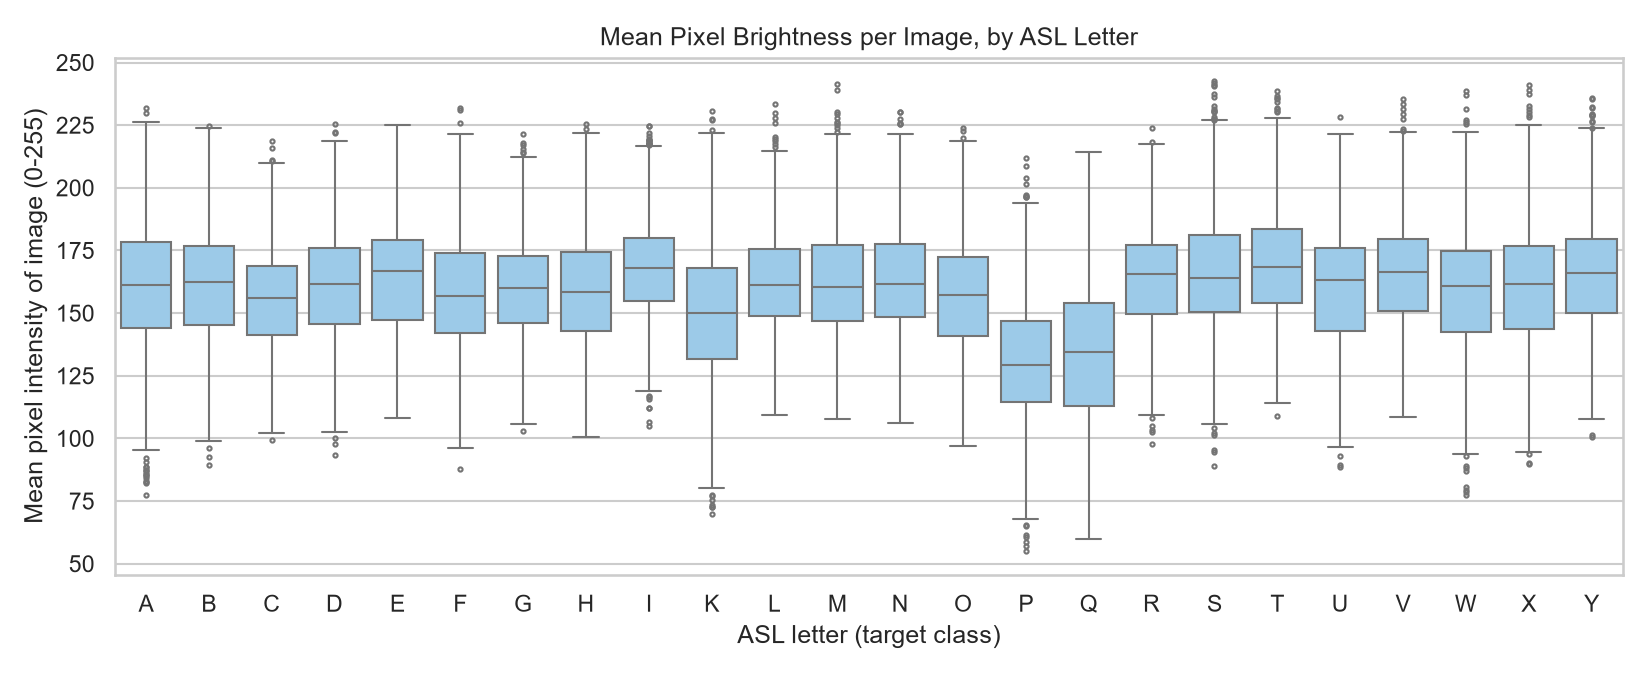 Mean Pixel Brightness per Image, by ASL Letter
Mean pixel intensity of image (0-255)
250
225
200
175
150
125
100
75
50
A B C D E F G H I K L M N O P Q R S T U V W X Y
ASL letter (target class)